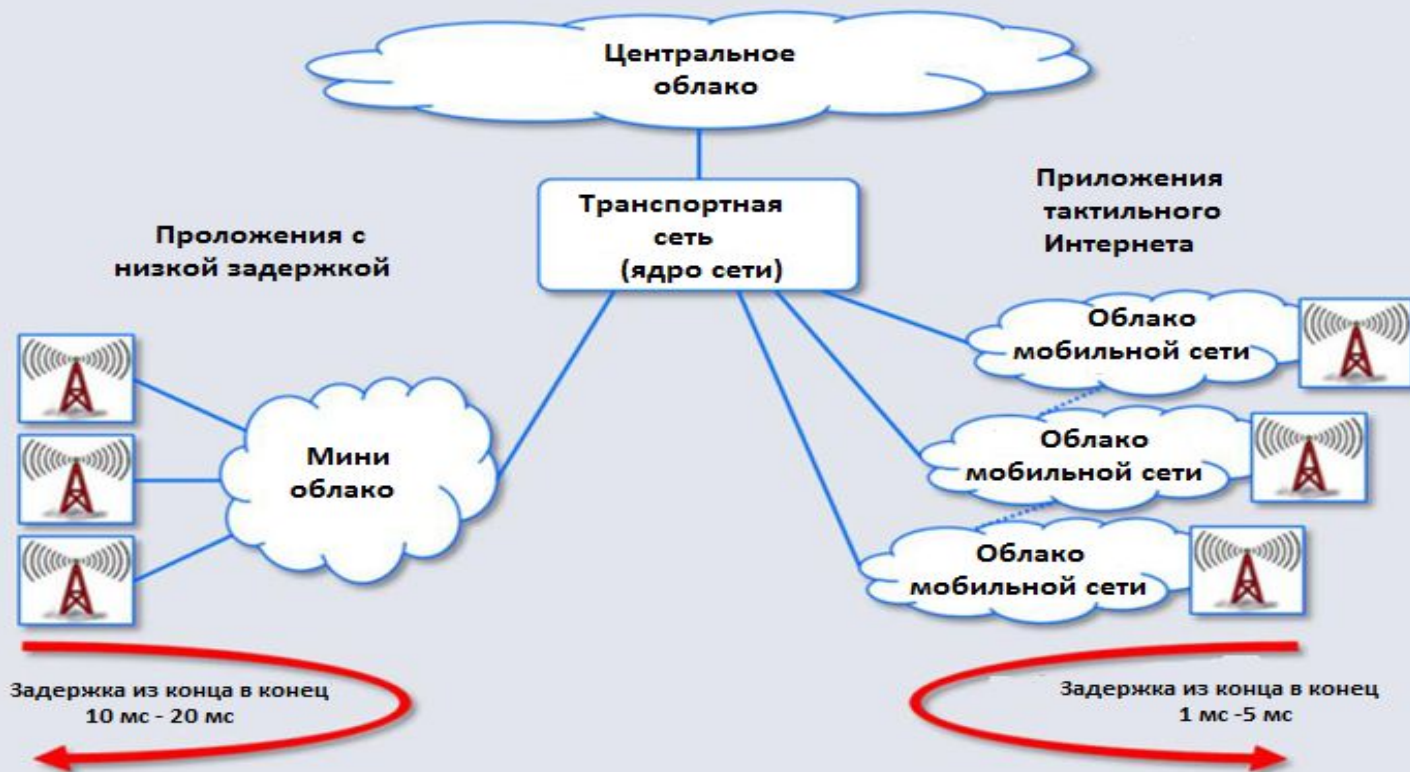 Центральное
облако
Транспортная
сеть
(ядро сети)
Проложения с
низкой задержкой
Приложения
тактильного
Интернета
Мини
облако
Облако
мобильной сети
Облако
мобильной сети
Облако
мобильной сети
Задержка из конца в конец
10 мс - 20 мс
Задержка из конца в конец
1 мс -5 мс